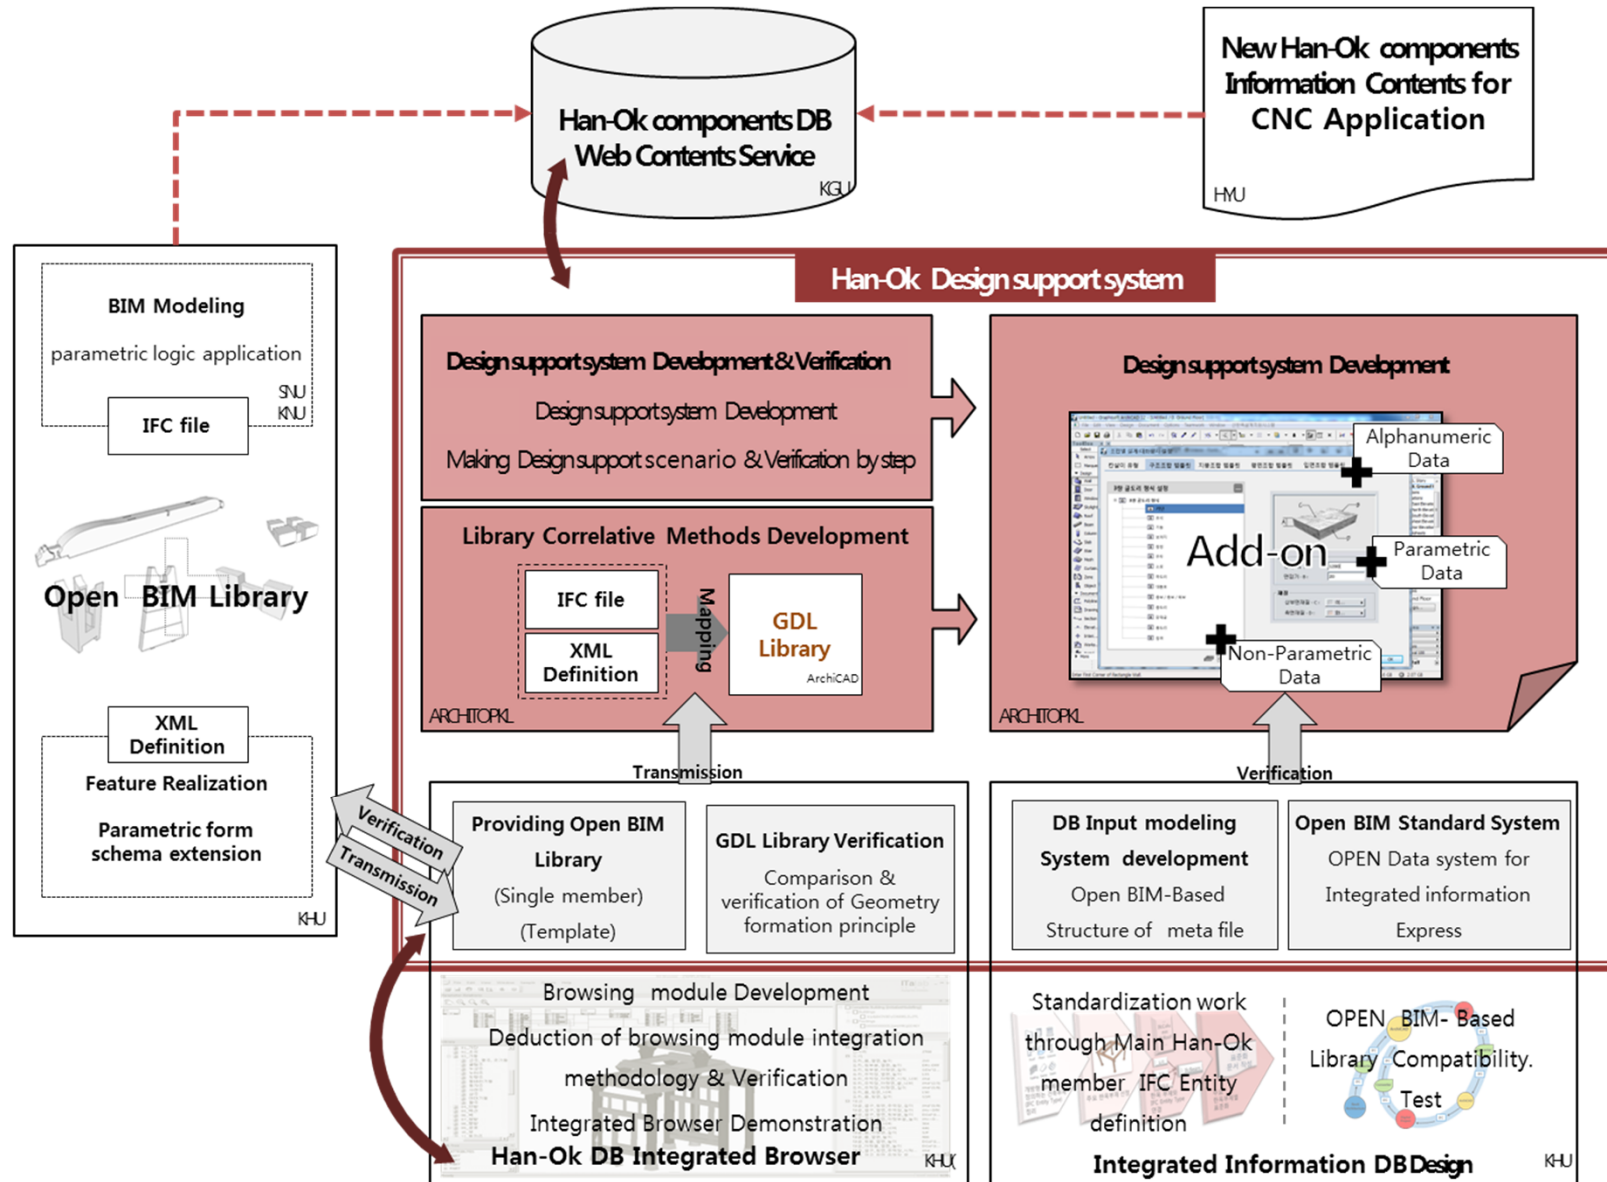 Han-Ok components DB
Web Contents Service
KGU
New Han-Ok components
Information Contents for
CNC Application
HYU
BIM Modeling
parametric logic application
SNU
KNU
IFC file
Open BIM Library
XML
Definition
Feature Realization
Parametric form
schema extension
KHU
Han-Ok Design support system
Design support system Development & Verification
Design support system Development
Making Design support scenario & Verification by step
Library Correlative Methods Development
IFC file
XML
Definition
Mapping
GDL
Library
ArchiCAD
ARCHITOPKL
Design support system Development
Alphanumeric
Data
Add-on
Parametric
Data
Non-Parametric
Data
ARCHITOPKL
Transmission
Verification
Verification
Transmission
Providing Open BIM
Library
(Single member)
(Template)
GDL Library Verification
Comparison &
verification of Geometry
formation principle
DB Input modeling
System development
Open BIM-Based
Structure of meta file
Open BIM Standard System
OPEN Data system for
Integrated information
Express
Browsing module Development
Deduction of browsing module integration
methodology & Verification
Integrated Browser Demonstration
Han-Ok DB Integrated Browser
KHU(
Standardization work
through Main Han-Ok
member IFC Entity
definition
OPEN BIM- Based
Library Compatibility.
Test
Integrated Information DB Design
KHU